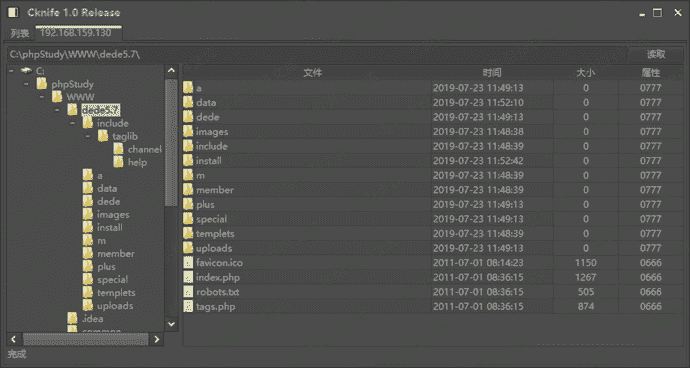 Cknife 1.0 Release
列表 192.168.159.130
C:\phpStudy\WWW\dede5.7\ 读取
C:
phpStudy
WWW
dede5.7
include
taglib
channel
help
a
data
dede
images
install
m
member
plus
special
templets
uploads
.idea
common
文件 时间 大小 属性
a 2019-07-23 11:49:13 0 0777
data 2019-07-23 11:52:10 0 0777
dede 2019-07-23 11:49:13 0 0777
images 2019-07-23 11:48:38 0 0777
include 2019-07-23 11:48:39 0 0777
install 2019-07-23 11:52:42 0 0777
m 2019-07-23 11:48:39 0 0777
member 2019-07-23 11:48:39 0 0777
plus 2019-07-23 11:49:13 0 0777
special 2019-07-23 11:49:13 0 0777
templets 2019-07-23 11:48:39 0 0777
uploads 2019-07-23 11:49:13 0 0777
favicon.ico 2011-07-01 08:14:23 1150 0666
index.php 2011-07-01 08:36:15 1267 0666
robots.txt 2011-07-01 08:36:15 505 0666
tags.php 2011-07-01 08:36:15 874 0666
完成